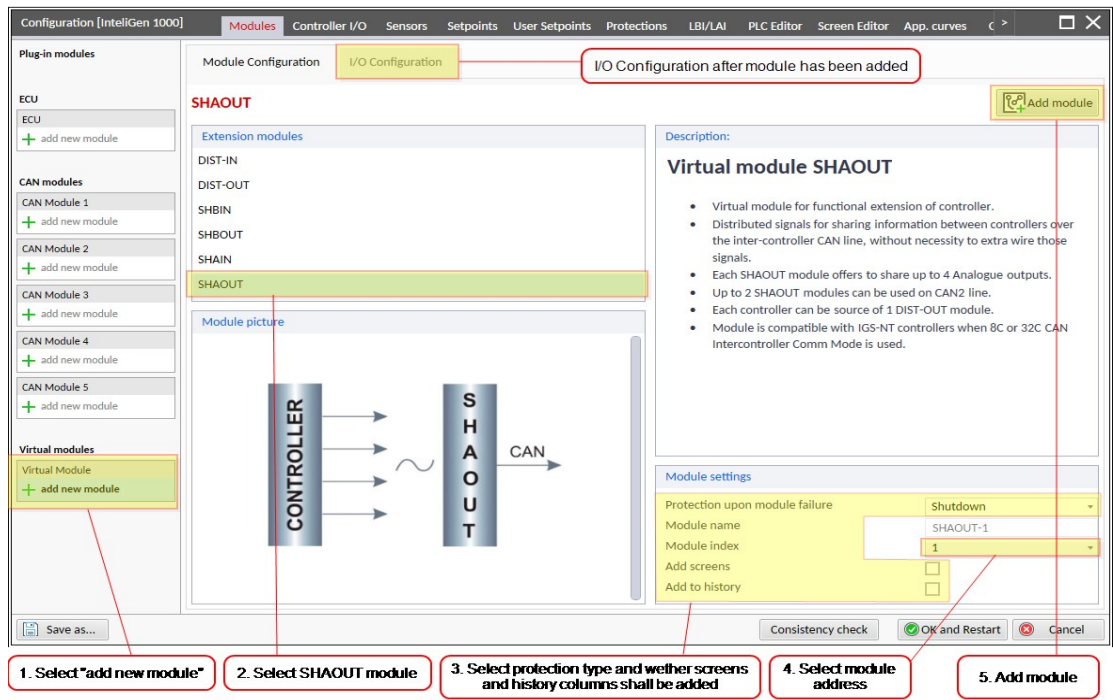 Configuration [InteliGen 1000]
Modules Controller I/O Sensors Setpoints User Setpoints Protections LBI/LAI PLC Editor Screen Editor App. curves
Plug-in modules
ECU
ECU
add new module
CAN modules
CAN Module 1
add new module
CAN Module 2
add new module
CAN Module 3
add new module
CAN Module 4
add new module
CAN Module 5
add new module
Virtual modules
Virtual Module
add new module
Module Configuration I/O Configuration
I/O Configuration after module has been added
SHAOUT
Add module
Extension modules
DIST-IN
DIST-OUT
SHBIN
SHBOUT
SHAIN
SHAOUT
Module picture
CONTROLLER
SHAOUT
CAN
Description:
Virtual module SHAOUT
• Virtual module for functional extension of controller.
• Distributed signals for sharing information between controllers over
the inter-controller CAN line, without necessity to extra wire those
signals.
• Each SHAOUT module offers to share up to 4 Analogue outputs.
• Up to 2 SHAOUT modules can be used on CAN2 line.
• Each controller can be source of 1 DIST-OUT module.
• Module is compatible with IGS-NT controllers when 8C or 32C CAN
Intercontroller Comm Mode is used.
Module settings
Protection upon module failure Shutdown
Module name SHAOUT-1
Module index 1
Add screens
Add to history
Save as...
Consistency check
OK and Restart
Cancel
1. Select "add new module"
2. Select SHAOUT module
3. Select protection type and wether screens
and history columns shall be added
4. Select module
address
5. Add module